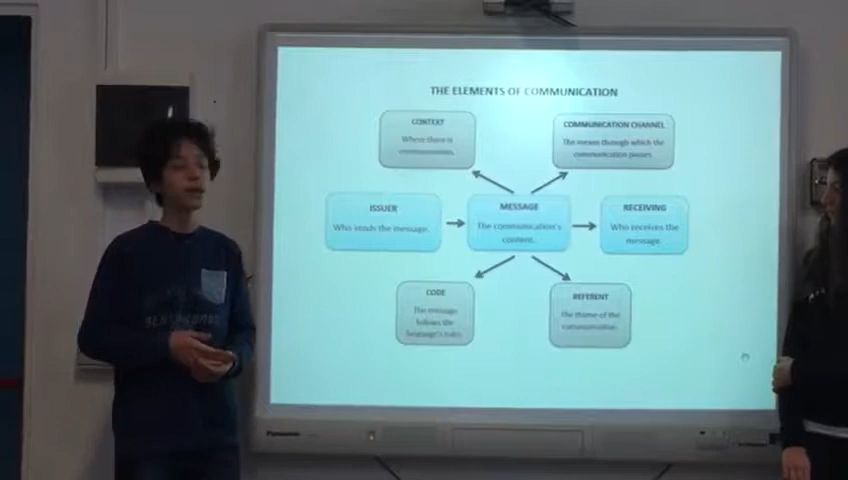 THE ELEMENTS OF COMMUNICATION
CONTEXT
Where there is
COMMUNICATION CHANNEL
The means through which the
communication passes.
ISSUER
Who sends the message.
MESSAGE
The communication's
content.
RECEIVING
Who receives the
message.
CODE
The message
follows the
language's rules.
REFERENT
The theme of the
communication.
Panasonic